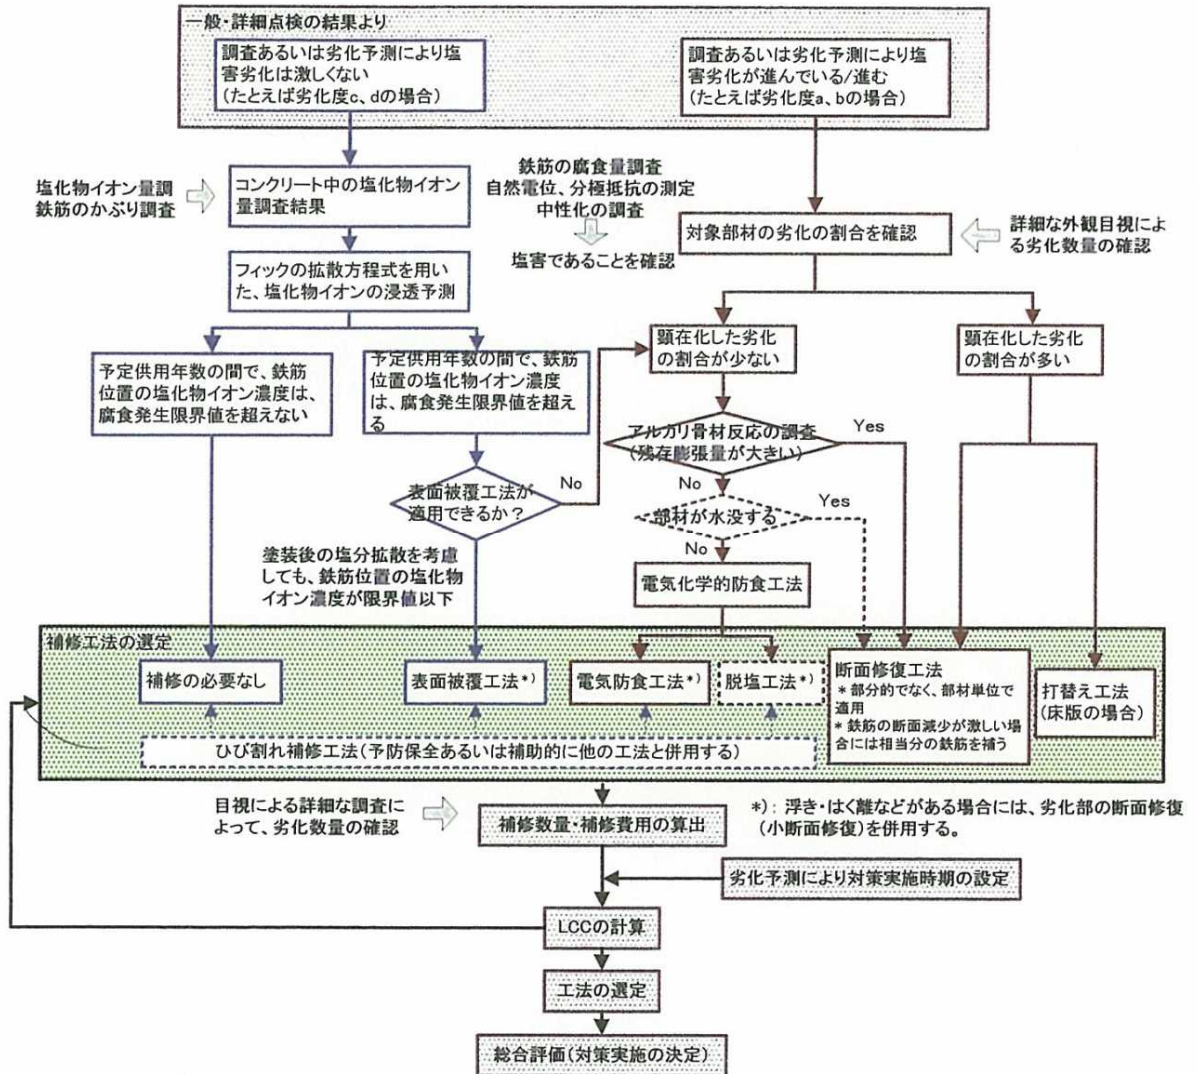 一般・詳細点検の結果より
調査あるいは劣化予測により塩
害劣化は激しくない
(たとえば劣化度c、dの場合)
調査あるいは劣化予測により塩
害劣化が進んでいる/進む
(たとえば劣化度a、bの場合)
塩化物イオン量調
鉄筋のかぶり調査
コンクリート中の塩化物イオン
量調査結果
鉄筋の腐食量調査
自然電位、分極抵抗の測定
中性化の調査
塩害であることを確認
対象部材の劣化の割合を確認
詳細な外観目視によ
る劣化数量の確認
フィックの拡散方程式を用い
た、塩化物イオンの浸透予測
予定供用年数の間で、鉄筋
位置の塩化物イオン濃度は、
腐食発生限界値を超えない
予定供用年数の間で、鉄筋
位置の塩化物イオン濃度
は、腐食発生限界値を超え
る
顕在化した劣化
の割合が少ない
顕在化した劣化
の割合が多い
アルカリ骨材反応の調査
(残存膨張量が大きい)
Yes
No
表面被覆工法が
適用できるか?
No
部材が水没する
Yes
No
塗装後の塩分拡散を考慮
しても、鉄筋位置の塩化物
イオン濃度が限界値以下
電気化学的防食工法
補修工法の選定
補修の必要なし
表面被覆工法*)
電気防食工法*)
脱塩工法*)
断面修復工法
*部分的でなく、部材単位で
適用
*鉄筋の断面減少が激しい場
合には相当分の鉄筋を補う
打替え工法
(床版の場合)
ひび割れ補修工法(予防保全あるいは補助的に他の工法と併用する)
目視による詳細な調査に
よって、劣化数量の確認
補修数量・補修費用の算出
*): 浮き・はく離などがある場合には、劣化部の断面修復
(小断面修復)を併用する。
劣化予測により対策実施時期の設定
LCCの計算
工法の選定
総合評価(対策実施の決定)